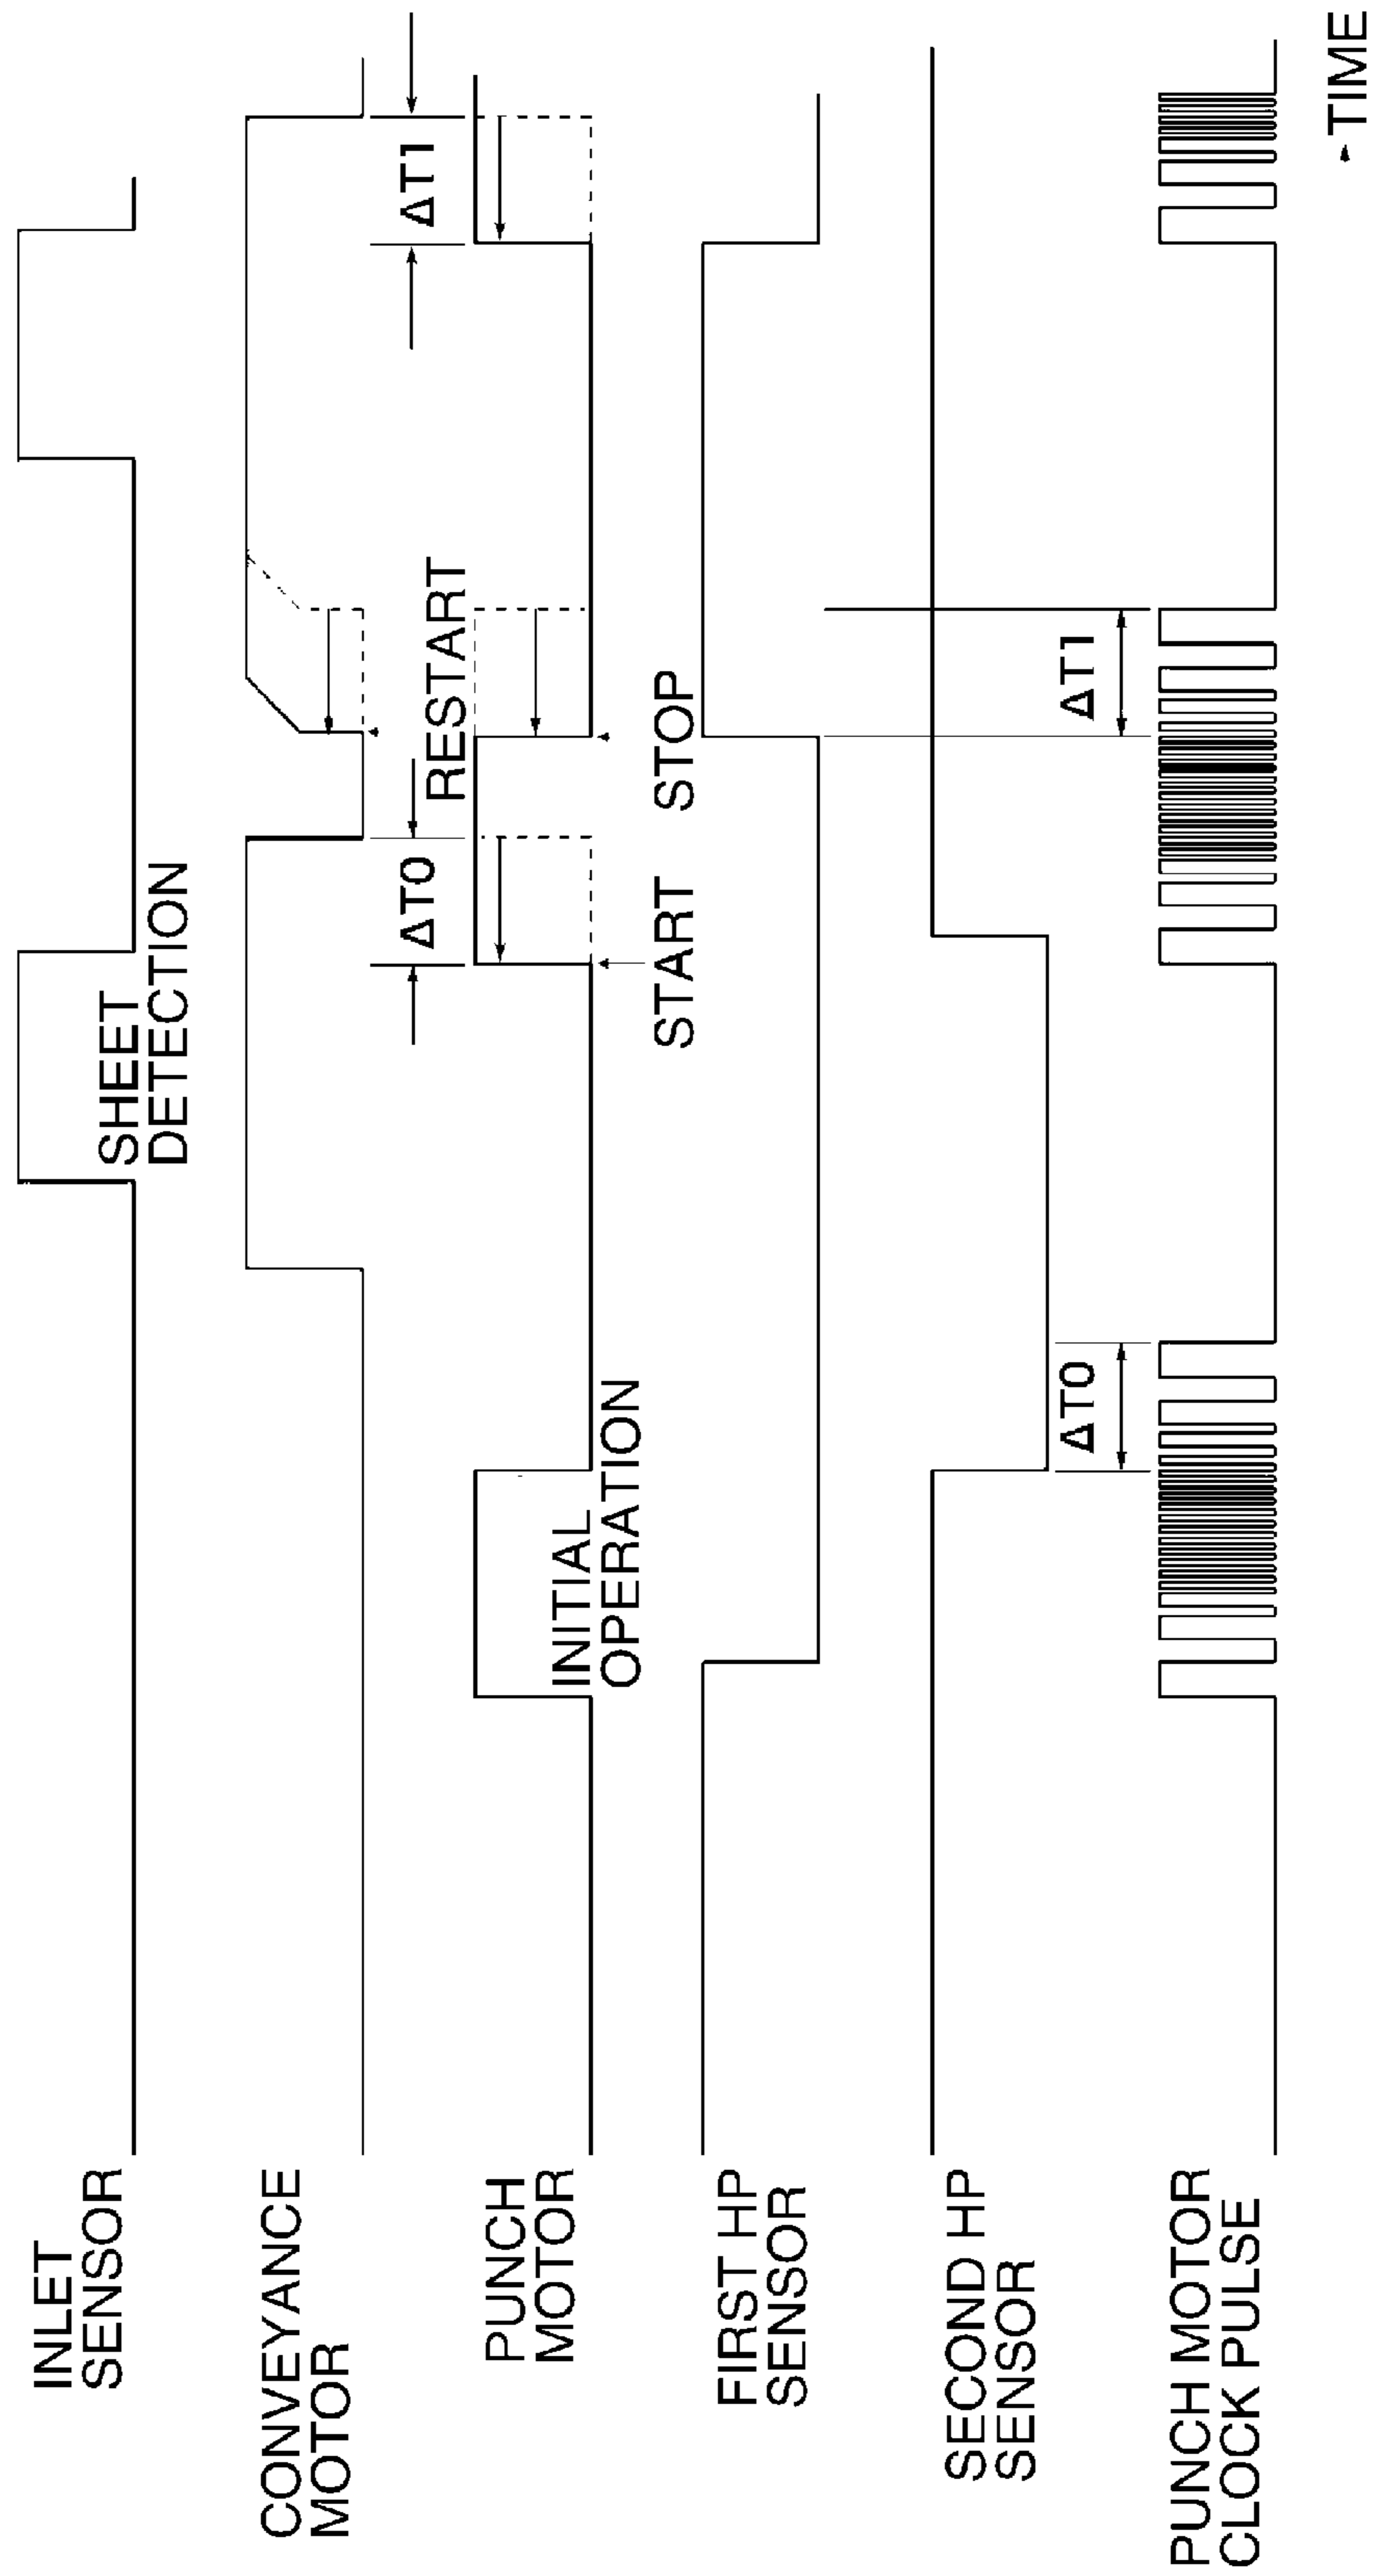 INLET
SENSOR
SHEET
DETECTION
CONVEYANCE
MOTOR
ΔT0
RESTART
ΔT1
PUNCH
MOTOR
INITIAL
OPERATION
START
STOP
FIRST HP
SENSOR
SECOND HP
SENSOR
ΔT0
ΔT1
PUNCH MOTOR
CLOCK PULSE
TIME